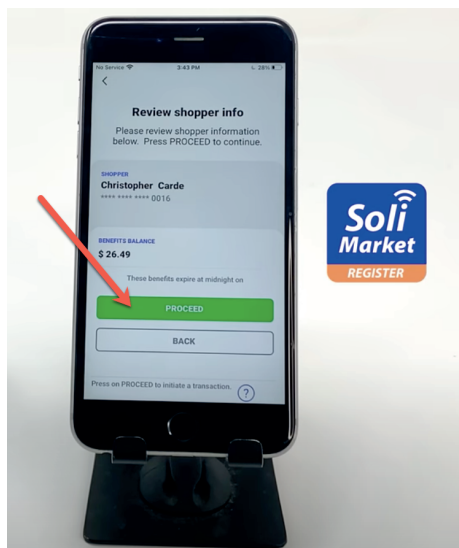 No Service 3:43 PM 28%
Review shopper info
Please review shopper information
below. Press PROCEED to continue.
SHOPPER
Christopher Carde
**** **** **** 0016
BENEFITS BALANCE
$ 26.49
These benefits expire at midnight on
PROCEED
BACK
Press on PROCEED to initiate a transaction. ?
Soli
Market
REGISTER